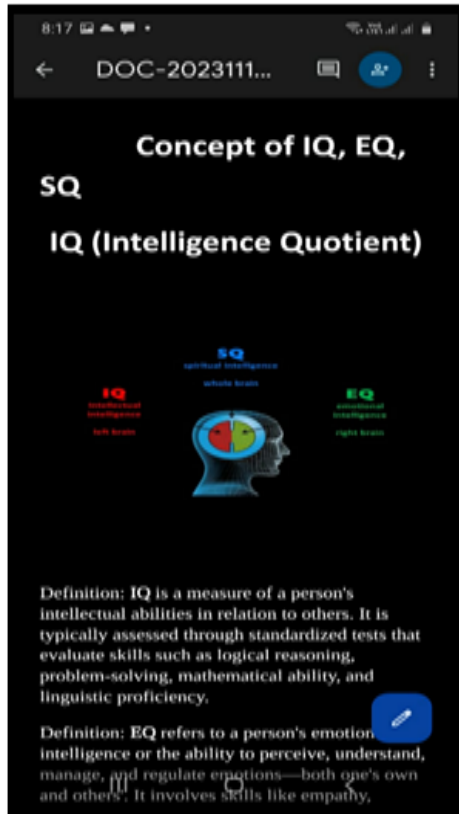 8:17
DOC-2023111...
Concept of IQ, EQ,
SQ
IQ (Intelligence Quotient)
SQ
spiritual intelligence
whole brain
IQ
intellectual
intelligence
left brain
EQ
emotional
intelligence
right brain
Definition: IQ is a measure of a person's
intellectual abilities in relation to others. It is
typically assessed through standardized tests that
evaluate skills such as logical reasoning,
problem-solving, mathematical ability, and
linguistic proficiency.
Definition: EQ refers to a person's emotion
intelligence or the ability to perceive, understand,
manage, and regulate emotions—both one's own
and others'. It involves skills like empathy,